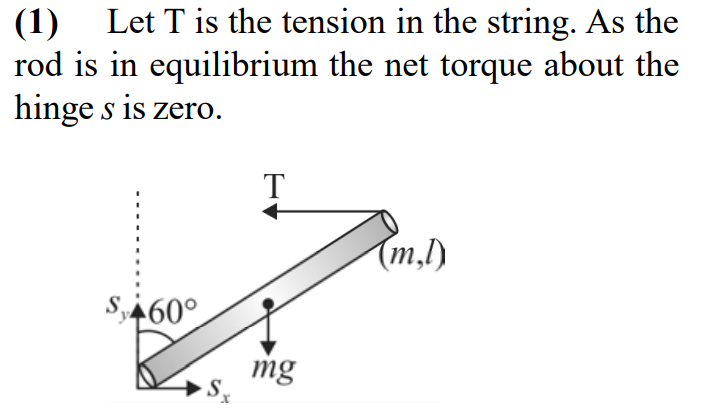 (1) Let T is the tension in the string. As the
rod is in equilibrium the net torque about the
hinge s is zero.
T
(m,l)
Sy 60°
mg
Sx